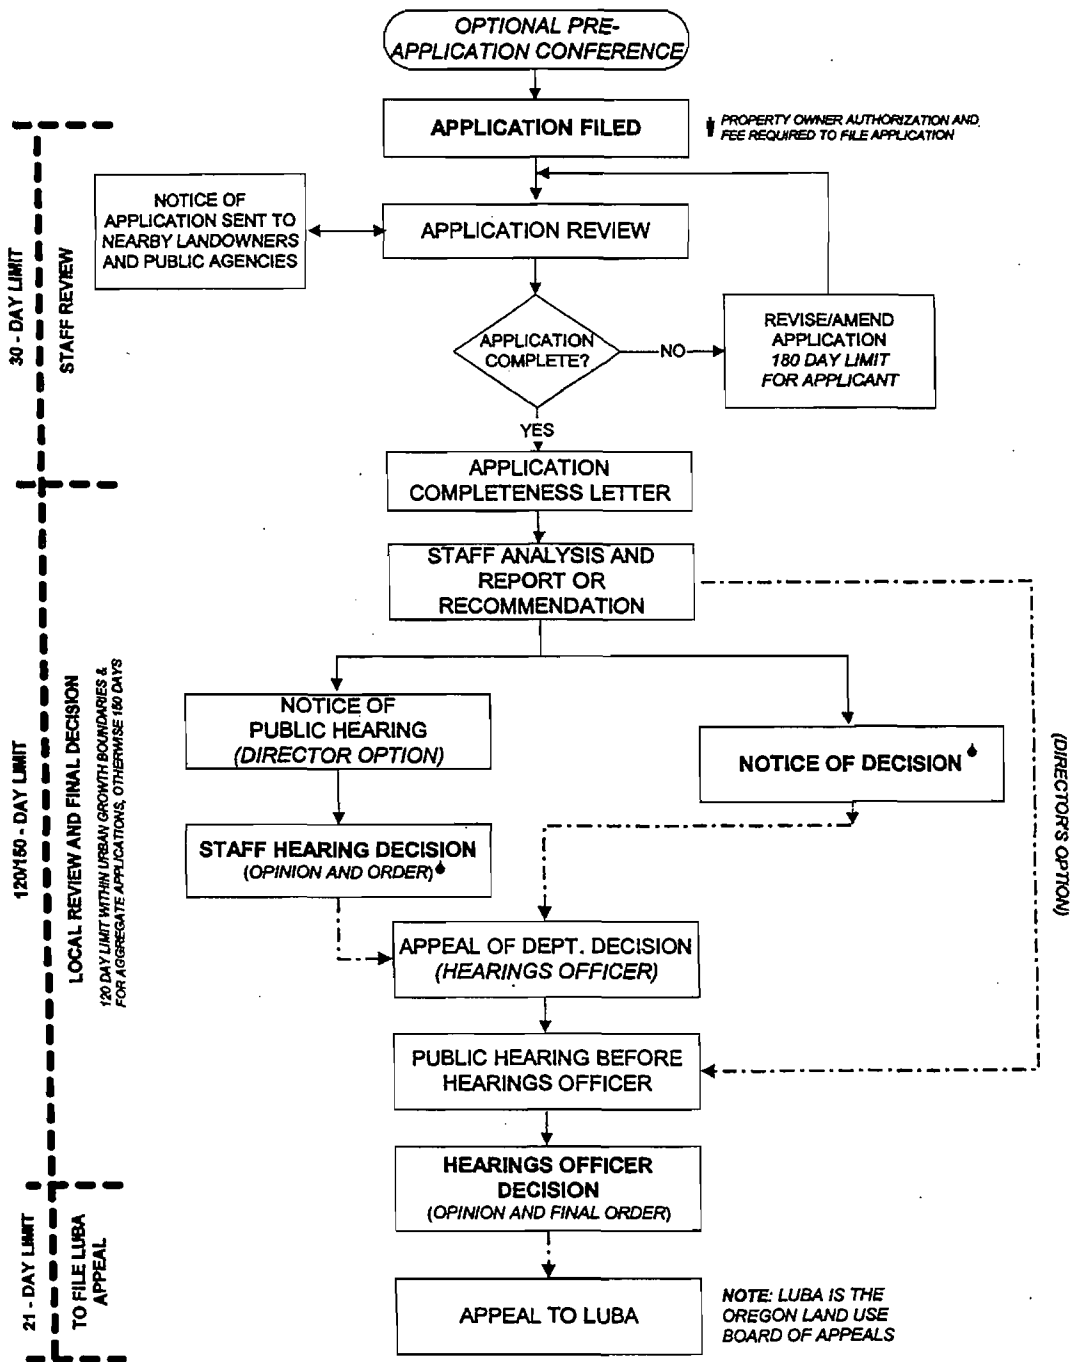 OPTIONAL PRE-
APPLICATION CONFERENCE
APPLICATION FILED
PROPERTY OWNER AUTHORIZATION AND
FEE REQUIRED TO FILE APPLICATION
NOTICE OF
APPLICATION SENT TO
NEARBY LANDOWNERS
AND PUBLIC AGENCIES
APPLICATION REVIEW
APPLICATION
COMPLETE?
NO
REVISE/AMEND
APPLICATION
180 DAY LIMIT
FOR APPLICANT
YES
APPLICATION
COMPLETENESS LETTER
STAFF ANALYSIS AND
REPORT OR
RECOMMENDATION
NOTICE OF
PUBLIC HEARING
(DIRECTOR OPTION)
NOTICE OF DECISION
(DIRECTOR'S OPTION)
STAFF HEARING DECISION
(OPINION AND ORDER)
APPEAL OF DEPT. DECISION
(HEARINGS OFFICER)
PUBLIC HEARING BEFORE
HEARINGS OFFICER
HEARINGS OFFICER
DECISION
(OPINION AND FINAL ORDER)
APPEAL TO LUBA
NOTE: LUBA IS THE
OREGON LAND USE
BOARD OF APPEALS
30 - DAY LIMIT
STAFF REVIEW
120/150 - DAY LIMIT
LOCAL REVIEW AND FINAL DECISION
120 DAY LIMIT WITHIN URBAN GROWTH BOUNDARIES &
FOR AGGREGATE APPLICATIONS, OTHERWISE 150 DAYS
21 - DAY LIMIT
TO FILE LUBA
APPEAL